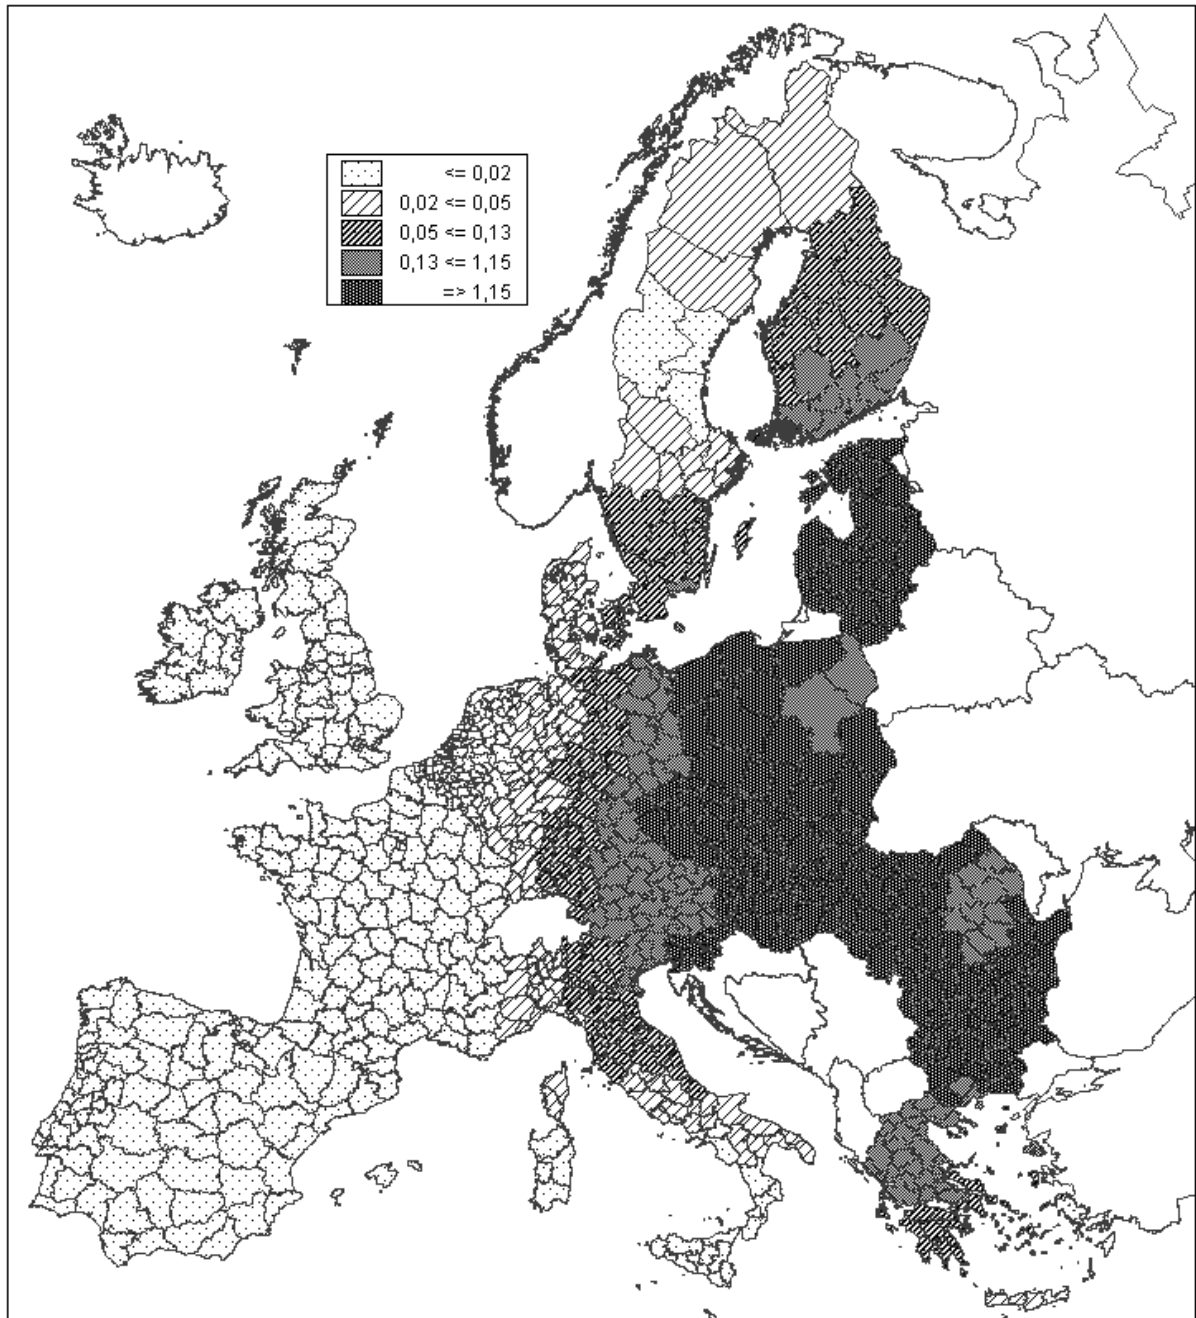 <= 0,02
0,02 <= 0,05
0,05 <= 0,13
0,13 <= 1,15
=> 1,15